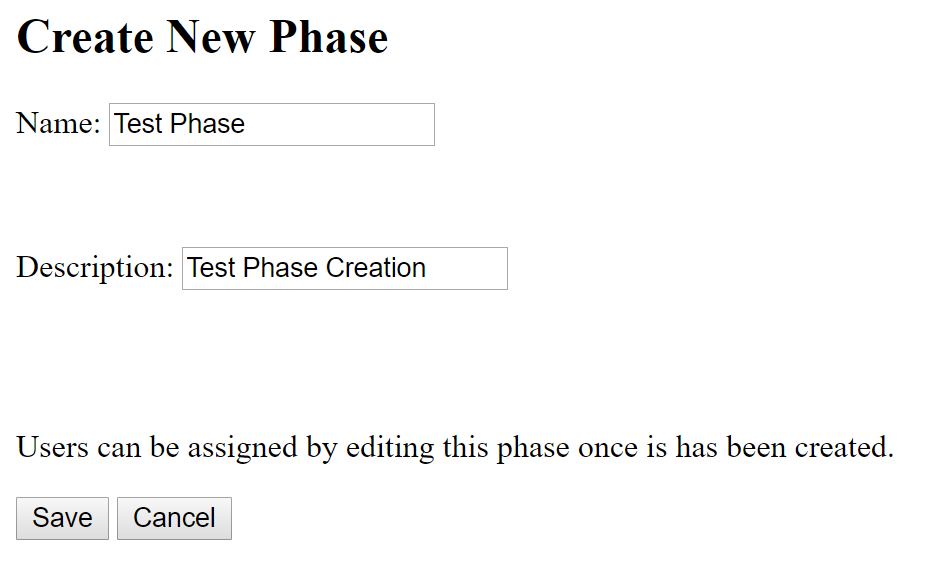 Create New Phase
Name: Test Phase
Description: Test Phase Creation
Users can be assigned by editing this phase once is has been created.
Save Cancel